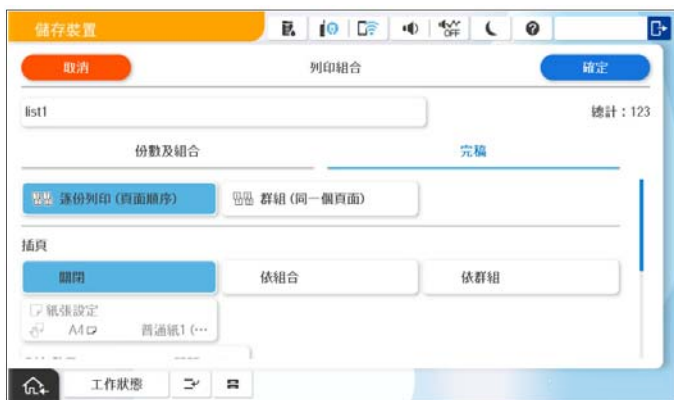 儲存裝置
OFF
取消
列印組合
確定
list1
總計：123
份數及組合
完稿
逐份列印 (頁面順序)
群組 (同一個頁面)
插頁
關閉
依組合
依群組
紙張設定
A4
普通紙1 (⋯
工作狀態